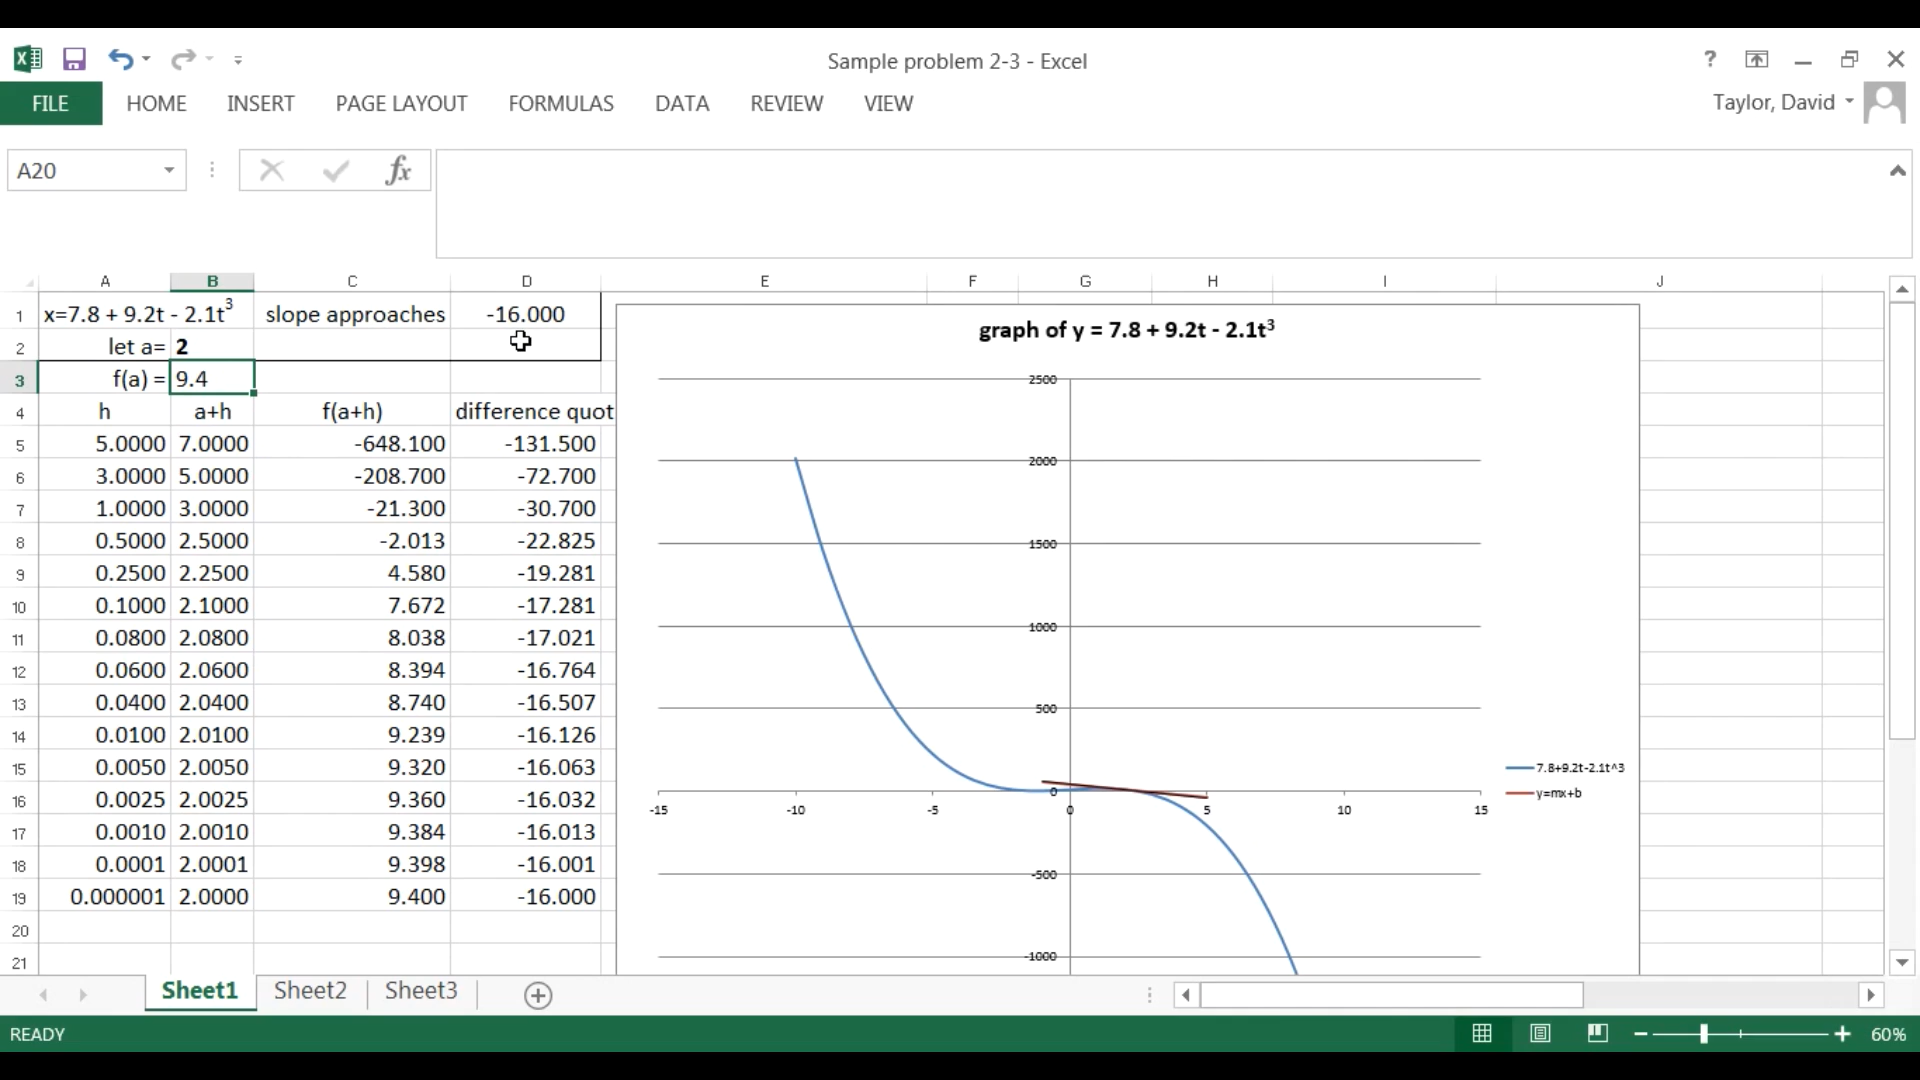 Sample problem 2-3 - Excel
?
FILE HOME INSERT PAGE LAYOUT FORMULAS DATA REVIEW VIEW
Taylor, David
A20
fx
A B C D E F G H I J
1 x=7.8 + 9.2t - 2.1t³ slope approaches -16.000
2 let a= 2
3 f(a) = 9.4
4 h a+h f(a+h) difference quot
5 5.0000 7.0000 -648.100 -131.500
6 3.0000 5.0000 -208.700 -72.700
7 1.0000 3.0000 -21.300 -30.700
8 0.5000 2.5000 -2.013 -22.825
9 0.2500 2.2500 4.580 -19.281
10 0.1000 2.1000 7.672 -17.281
11 0.0800 2.0800 8.038 -17.021
12 0.0600 2.0600 8.394 -16.764
13 0.0400 2.0400 8.740 -16.507
14 0.0100 2.0100 9.239 -16.126
15 0.0050 2.0050 9.320 -16.063
16 0.0025 2.0025 9.360 -16.032
17 0.0010 2.0010 9.384 -16.013
18 0.0001 2.0001 9.398 -16.001
19 0.000001 2.0000 9.400 -16.000
20
21
graph of y = 7.8 + 9.2t - 2.1t³
2500
2000
1500
1000
500
0
-15 -10 -5 0 5 10 15
-500
-1000
7.8+9.2t-2.1t^3
y=mx+b
Sheet1 Sheet2 Sheet3
READY
60%